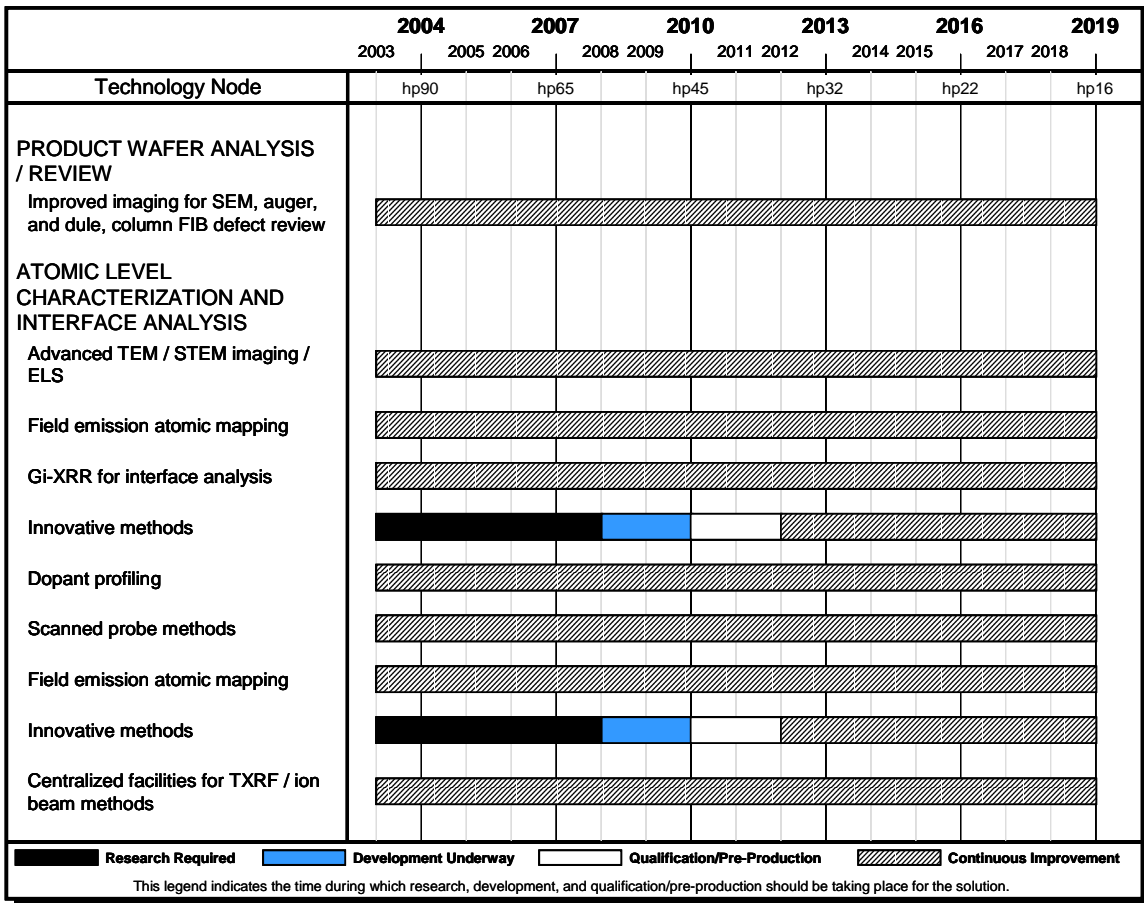 2004 2007 2010 2013 2016 2019
2003 2005 2006 2008 2009 2011 2012 2014 2015 2017 2018
Technology Node hp90 hp65 hp45 hp32 hp22 hp16
PRODUCT WAFER ANALYSIS
/ REVIEW
Improved imaging for SEM, auger,
and dule, column FIB defect review
ATOMIC LEVEL
CHARACTERIZATION AND
INTERFACE ANALYSIS
Advanced TEM / STEM imaging /
ELS
Field emission atomic mapping
Gi-XRR for interface analysis
Innovative methods
Dopant profiling
Scanned probe methods
Field emission atomic mapping
Innovative methods
Centralized facilities for TXRF / ion
beam methods
Research Required Development Underway Qualification/Pre-Production Continuous Improvement
This legend indicates the time during which research, development, and qualification/pre-production should be taking place for the solution.